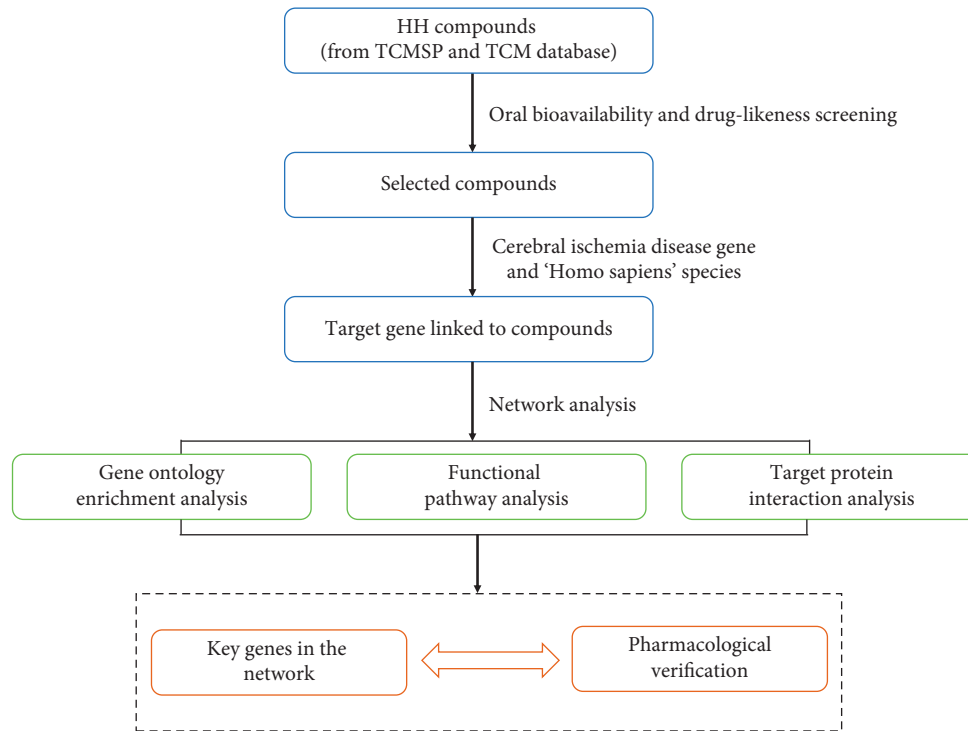 HH compounds
(from TCMSP and TCM database)
Oral bioavailability and drug-likeness screening
Selected compounds
Cerebral ischemia disease gene
and ‘Homo sapiens’ species
Target gene linked to compounds
Network analysis
Gene ontology
enrichment analysis
Functional
pathway analysis
Target protein
interaction analysis
Key genes in the
network
Pharmacological
verification